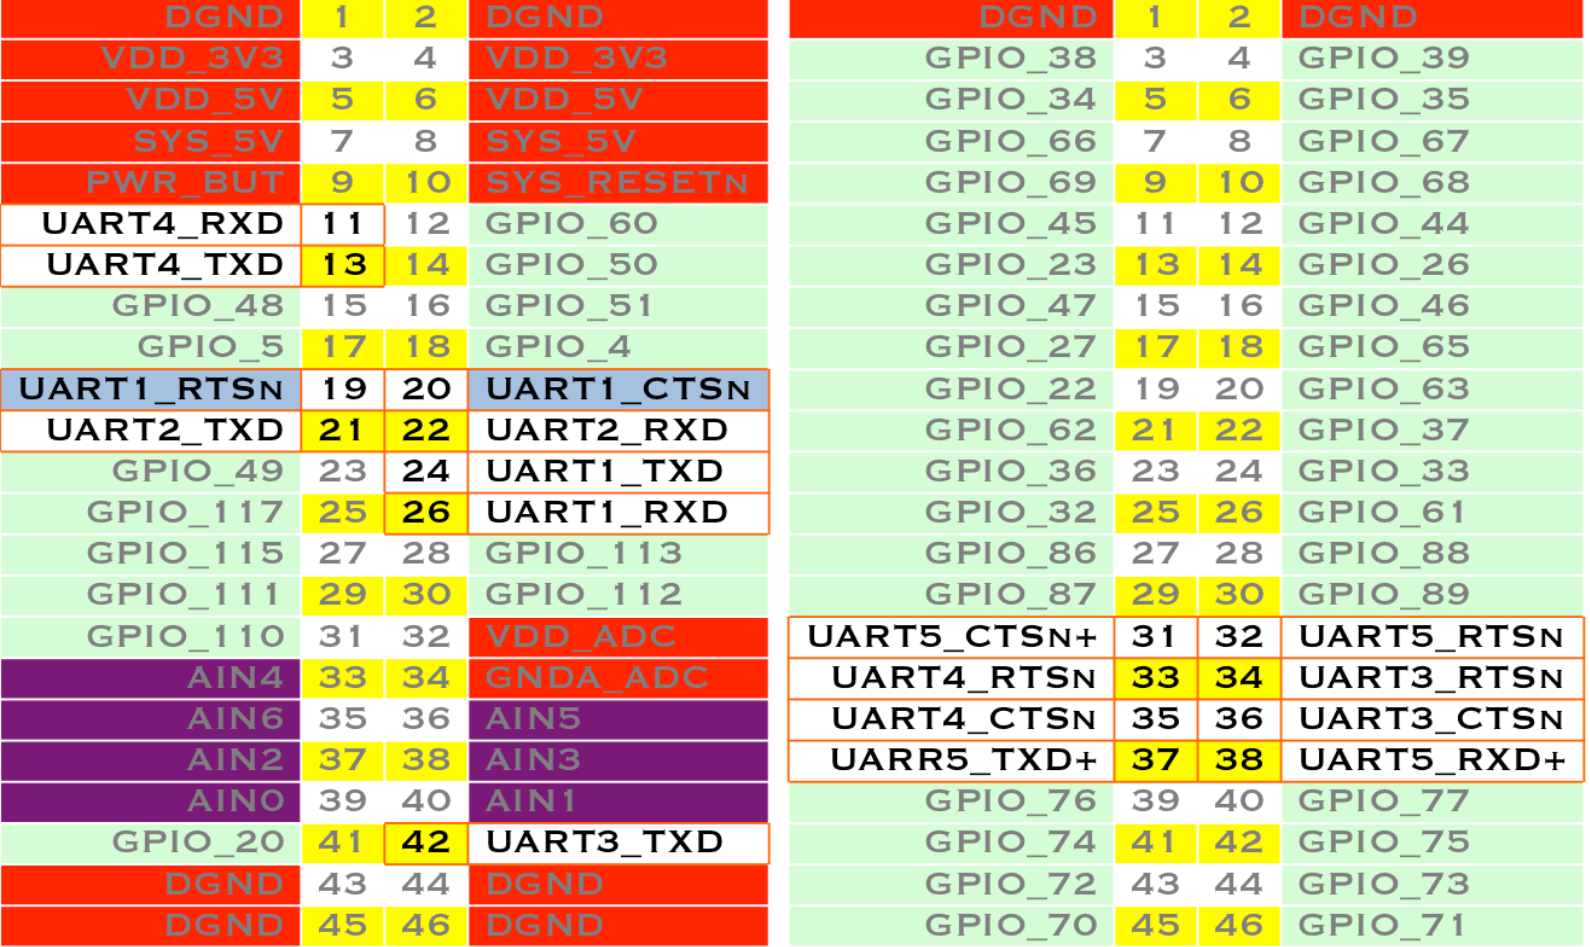 DGND 1 2 DGND DGND 1 2 DGND
VDD_3V3 3 4 VDD_3V3 GPIO_38 3 4 GPIO_39
VDD_5V 5 6 VDD_5V GPIO_34 5 6 GPIO_35
SYS_5V 7 8 SYS_5V GPIO_66 7 8 GPIO_67
PWR_BUT 9 10 SYS_RESETN GPIO_69 9 10 GPIO_68
UART4_RXD 11 12 GPIO_60 GPIO_45 11 12 GPIO_44
UART4_TXD 13 14 GPIO_50 GPIO_23 13 14 GPIO_26
GPIO_48 15 16 GPIO_51 GPIO_47 15 16 GPIO_46
GPIO_5 17 18 GPIO_4 GPIO_27 17 18 GPIO_65
UART1_RTSN 19 20 UART1_CTSN GPIO_22 19 20 GPIO_63
UART2_TXD 21 22 UART2_RXD GPIO_62 21 22 GPIO_37
GPIO_49 23 24 UART1_TXD GPIO_36 23 24 GPIO_33
GPIO_117 25 26 UART1_RXD GPIO_32 25 26 GPIO_61
GPIO_115 27 28 GPIO_113 GPIO_86 27 28 GPIO_88
GPIO_111 29 30 GPIO_112 GPIO_87 29 30 GPIO_89
GPIO_110 31 32 VDD_ADC UART5_CTSN+ 31 32 UART5_RTSN
AIN4 33 34 GNDA_ADC UART4_RTSN 33 34 UART3_RTSN
AIN6 35 36 AIN5 UART4_CTSN 35 36 UART3_CTSN
AIN2 37 38 AIN3 UARR5_TXD+ 37 38 UART5_RXD+
AIN0 39 40 AIN1 GPIO_76 39 40 GPIO_77
GPIO_20 41 42 UART3_TXD GPIO_74 41 42 GPIO_75
DGND 43 44 DGND GPIO_72 43 44 GPIO_73
DGND 45 46 DGND GPIO_70 45 46 GPIO_71